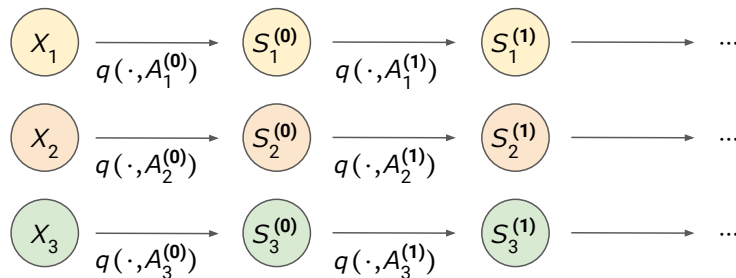 X₁ S₁⁽⁰⁾ S₁⁽¹⁾ ...
q(·,A₁⁽⁰⁾) q(·,A₁⁽¹⁾)
X₂ S₂⁽⁰⁾ S₂⁽¹⁾ ...
q(·,A₂⁽⁰⁾) q(·,A₂⁽¹⁾)
X₃ S₃⁽⁰⁾ S₃⁽¹⁾ ...
q(·,A₃⁽⁰⁾) q(·,A₃⁽¹⁾)